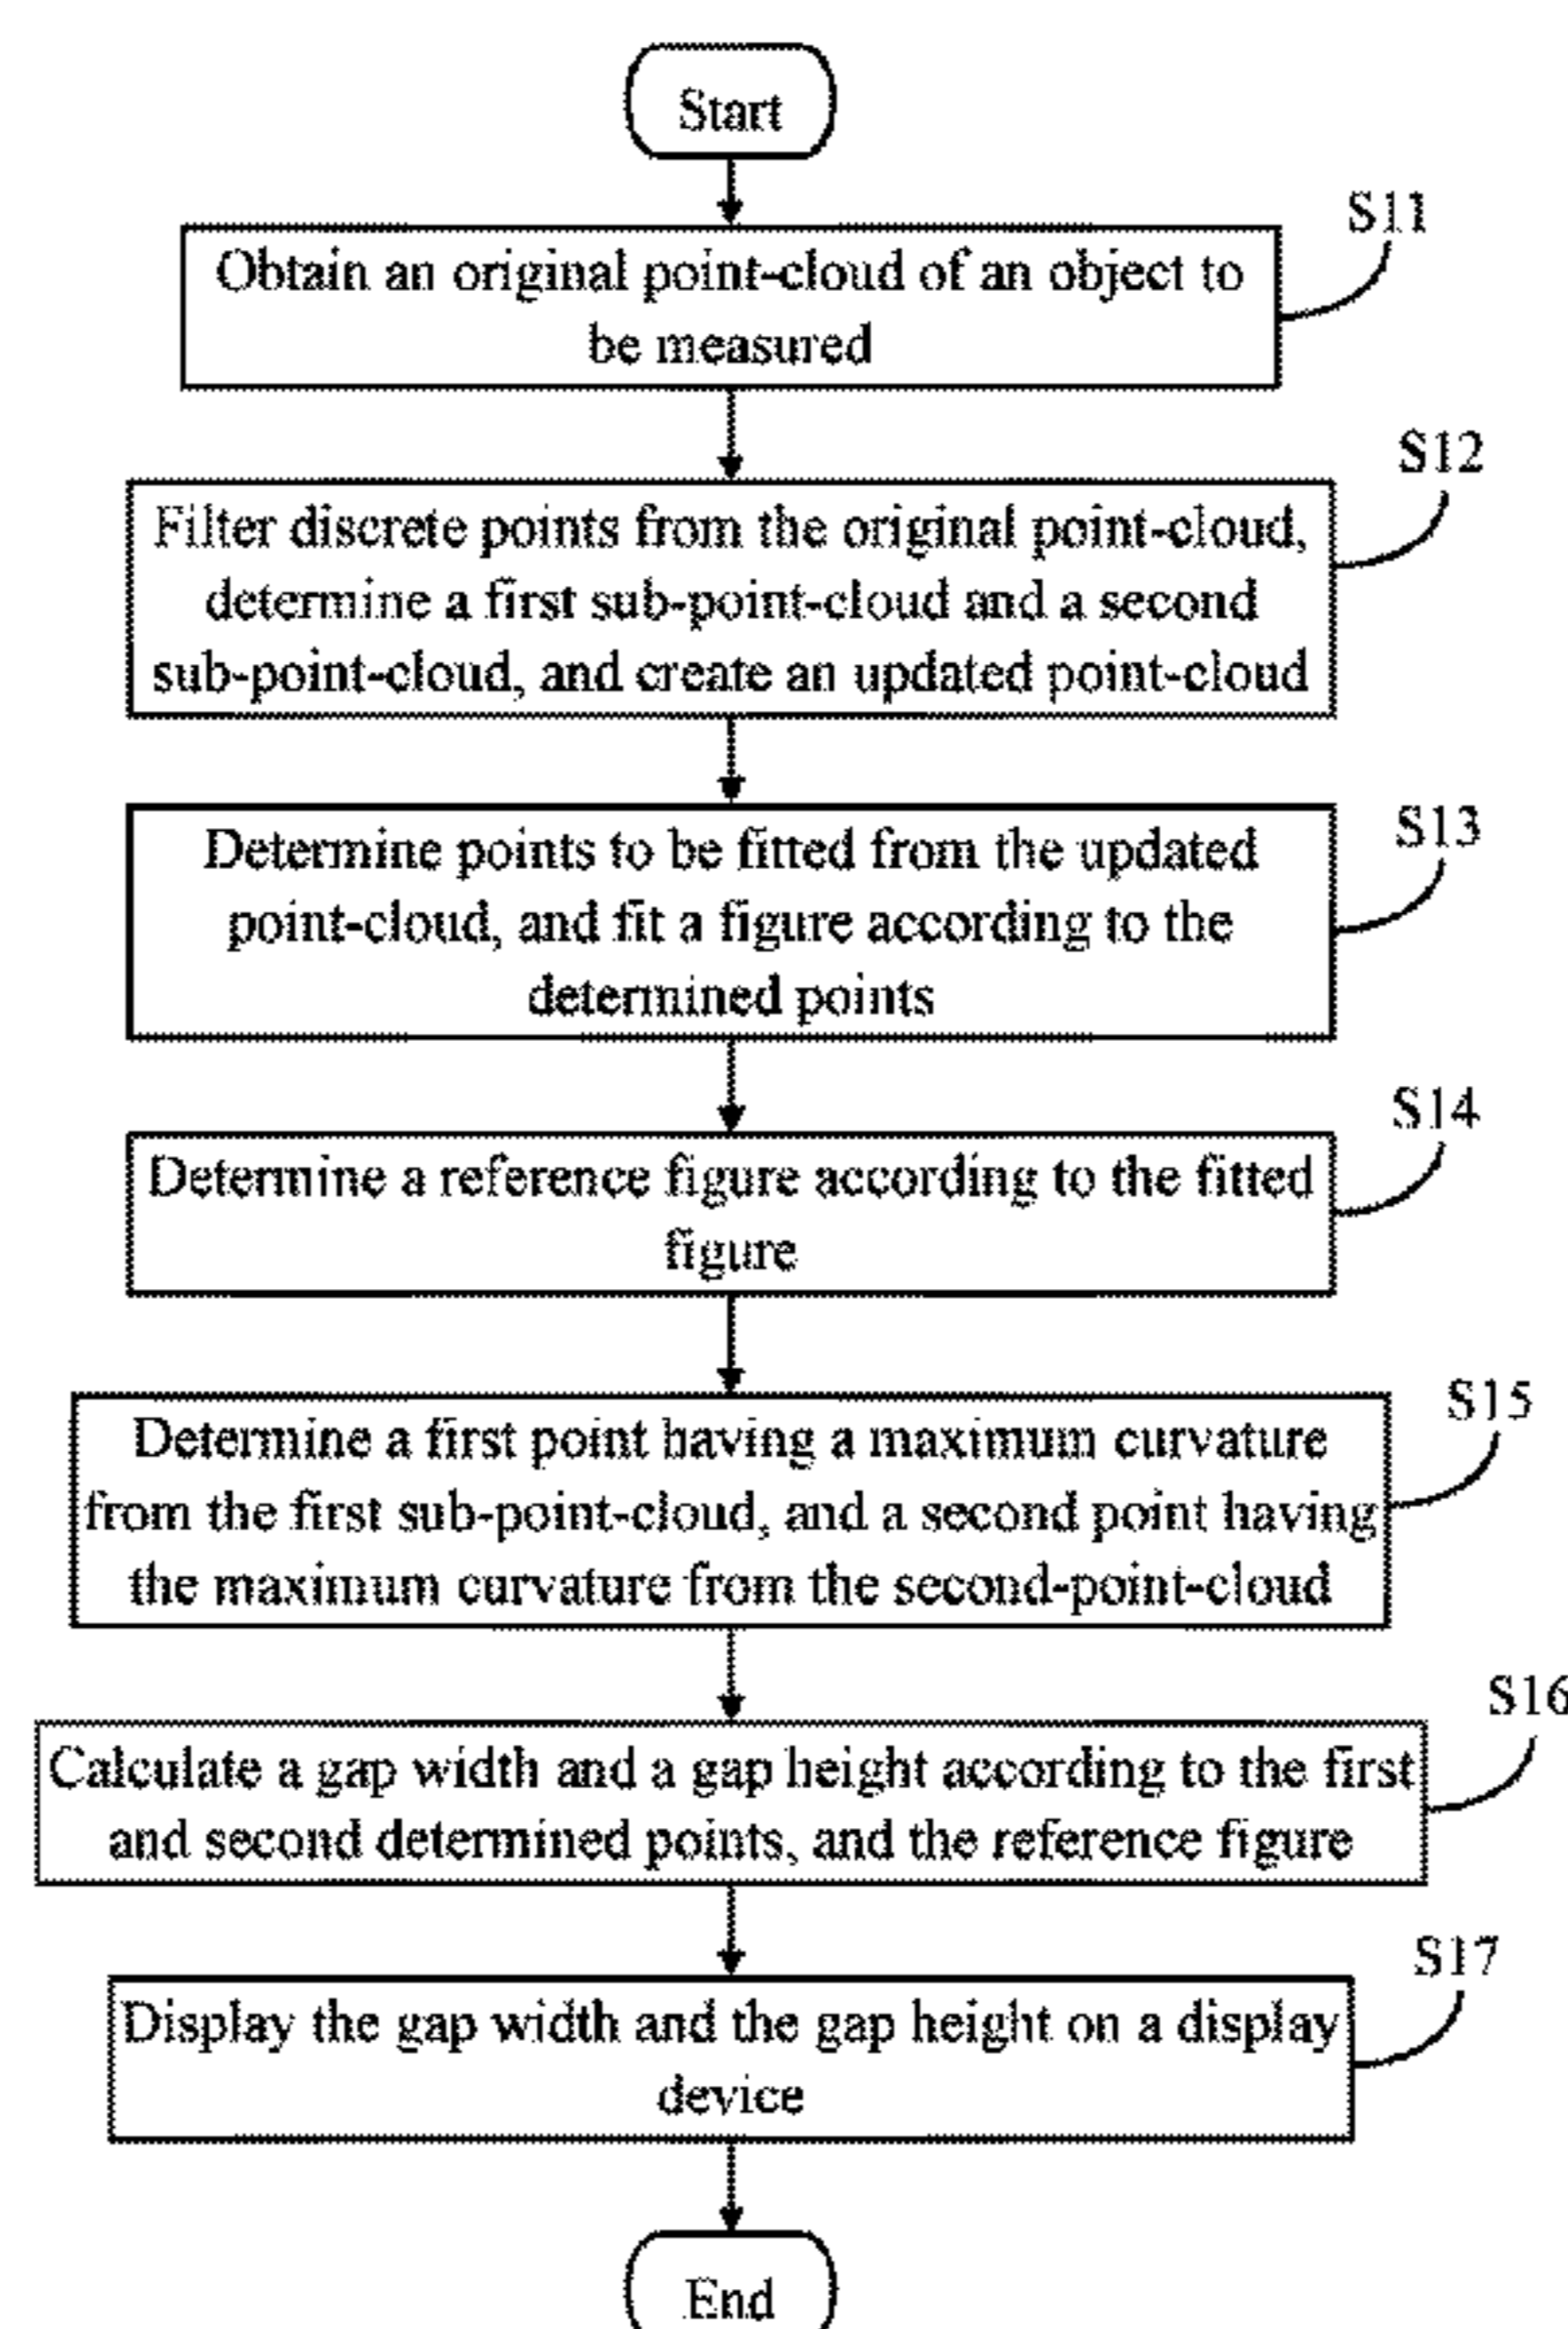 Start
S11
Obtain an original point-cloud of an object to
be measured
S12
Filter discrete points from the original point-cloud,
determine a first sub-point-cloud and a second
sub-point-cloud, and create an updated point-cloud
S13
Determine points to be fitted from the updated
point-cloud, and fit a figure according to the
determined points
S14
Determine a reference figure according to the fitted
figure
S15
Determine a first point having a maximum curvature
from the first sub-point-cloud, and a second point having
the maximum curvature from the second-point-cloud
S16
Calculate a gap width and a gap height according to the first
and second determined points, and the reference figure
S17
Display the gap width and the gap height on a display
device
End